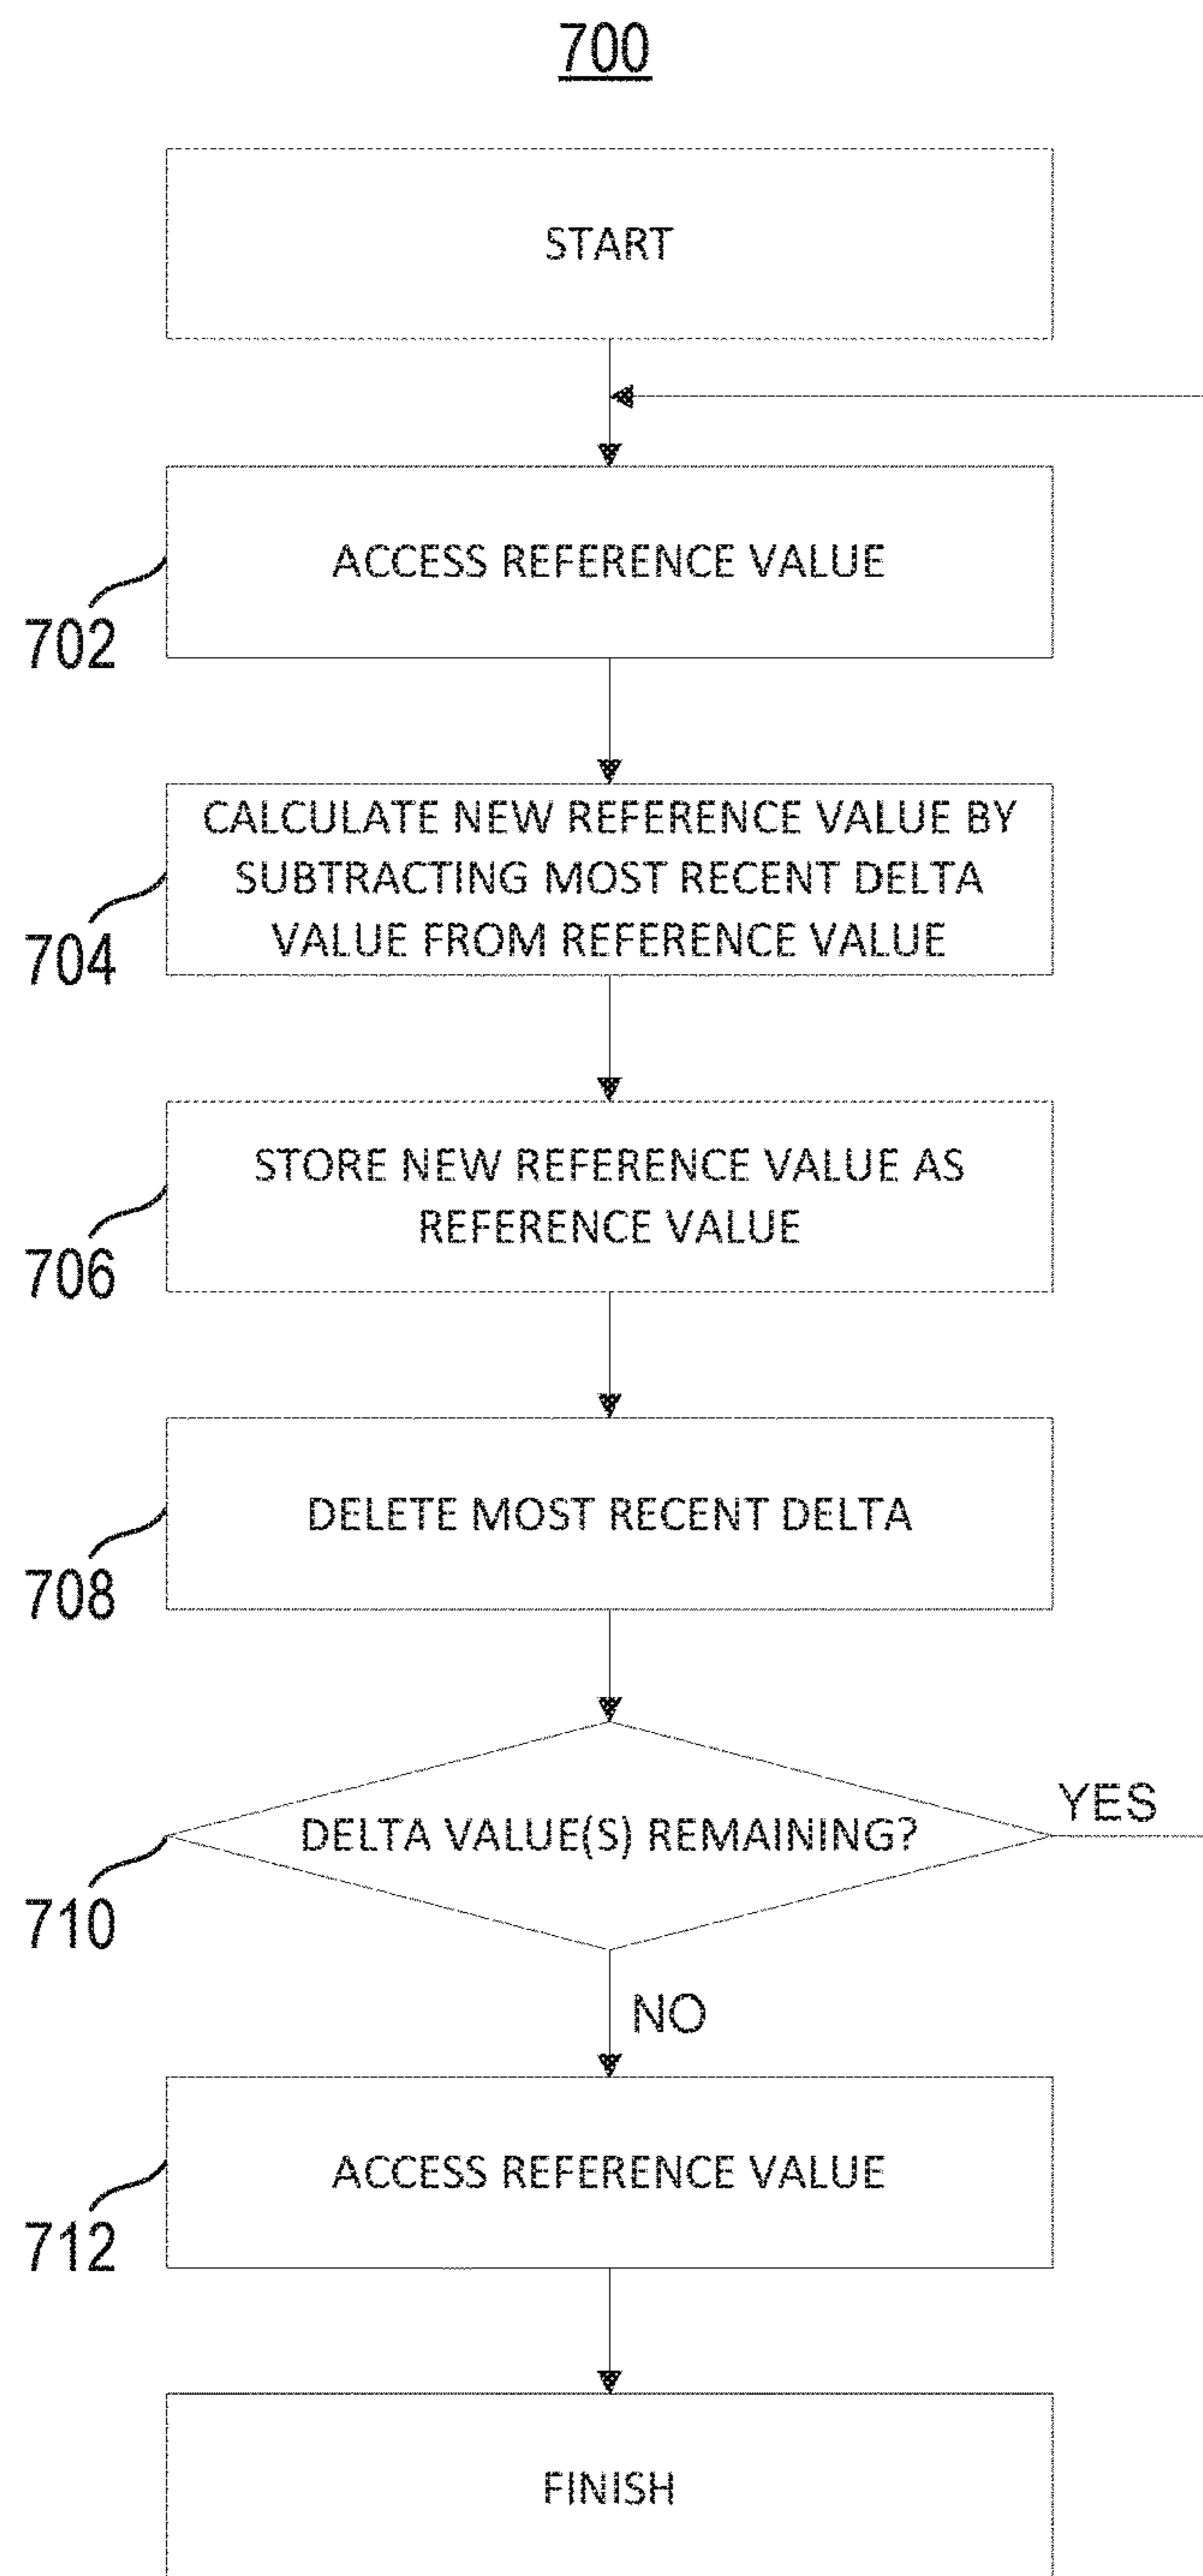 700
START
ACCESS REFERENCE VALUE
702
CALCULATE NEW REFERENCE VALUE BY
SUBTRACTING MOST RECENT DELTA
VALUE FROM REFERENCE VALUE
704
STORE NEW REFERENCE VALUE AS
REFERENCE VALUE
706
DELETE MOST RECENT DELTA
708
YES
DELTA VALUE(S) REMAINING?
710
NO
ACCESS REFERENCE VALUE
712
FINISH